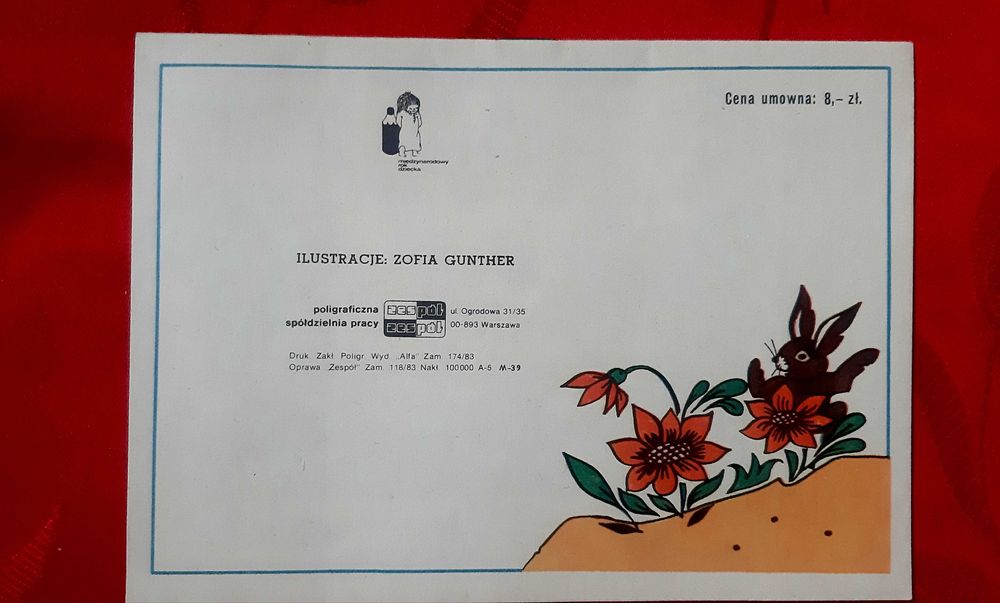 Cena umowna: 8,- zł.
międzynarodowy
rok
dziecka
ILUSTRACJE: ZOFIA GUNTHER
poligraficzna zespół ul. Ogrodowa 31/35
spółdzielnia pracy zespół 00-893 Warszawa
Druk Zakł Poligr. Wyd „Alfa" Zam 174/83
Oprawa „Zespół" Zam. 118/83 Nakł 100000 A-5 M-39